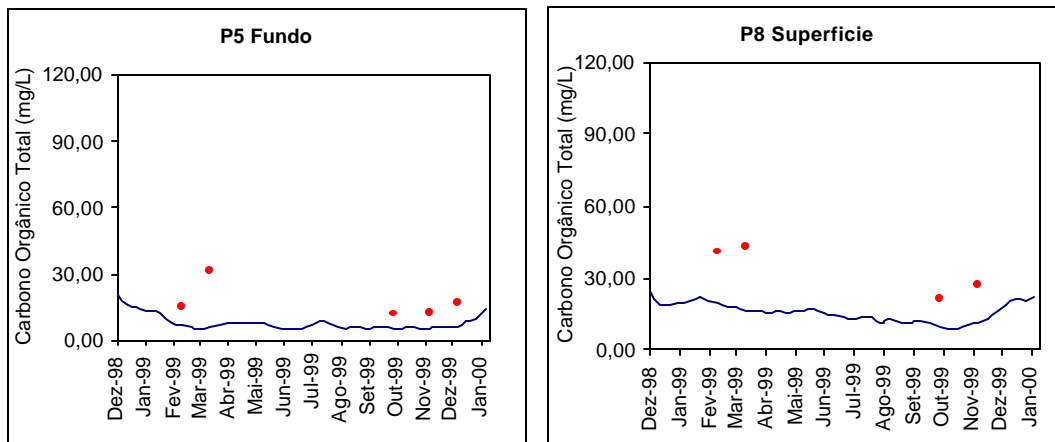 P5 Fundo
Carbono Orgânico Total (mg/L)
120,00
90,00
60,00
30,00
0,00
Dez-98
Jan-99
Fev-99
Mar-99
Abr-99
Mai-99
Jun-99
Jul-99
Ago-99
Set-99
Out-99
Nov-99
Dez-99
Jan-00
P8 Superficie
Carbono Orgânico Total (mg/L)
120,00
90,00
60,00
30,00
0,00
Dez-98
Jan-99
Fev-99
Mar-99
Abr-99
Mai-99
Jun-99
Jul-99
Ago-99
Set-99
Out-99
Nov-99
Dez-99
Jan-00